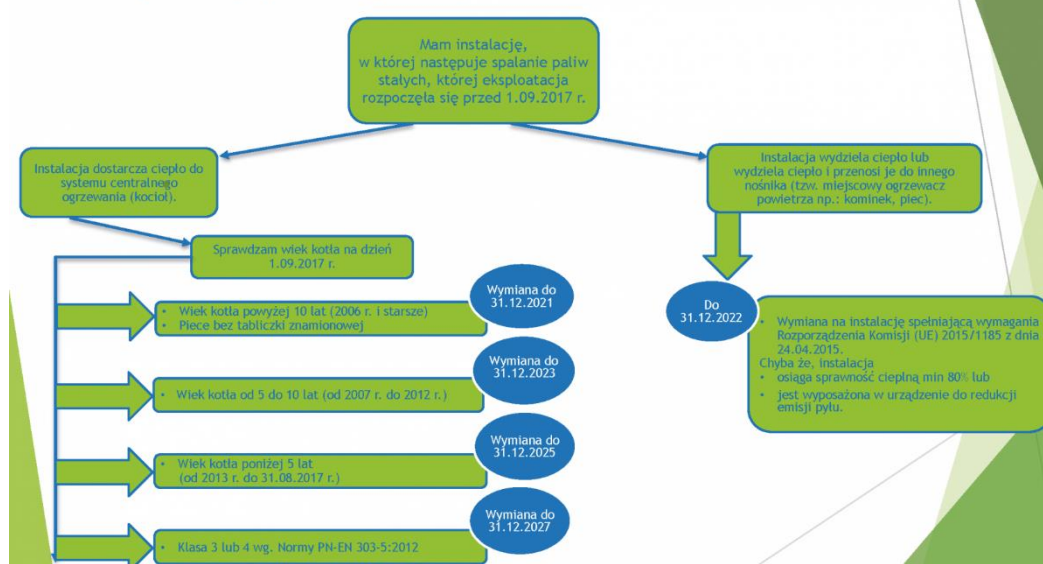 Mam instalację,
w której następuje spalanie paliw
stałych, której eksploatacja
rozpoczęła się przed 1.09.2017 r.
Instalacja dostarcza ciepło do
systemu centralnego
ogrzewania (kocioł).
Sprawdzam wiek kotła na dzień
1.09.2017 r.
Wymiana do
31.12.2021
• Wiek kotła powyżej 10 lat (2006 r. i starsze)
• Piece bez tabliczki znamionowej
Wymiana do
31.12.2023
• Wiek kotła od 5 do 10 lat (od 2007 r. do 2012 r.)
Wymiana do
31.12.2025
• Wiek kotła poniżej 5 lat
(od 2013 r. do 31.08.2017 r.)
Wymiana do
31.12.2027
• Klasa 3 lub 4 wg. Normy PN-EN 303-5:2012
Instalacja wydziela ciepło lub
wydziela ciepło i przenosi je do innego
nośnika (tzw. miejscowy ogrzewacz
powietrza np.: kominek, piec).
Do
31.12.2022
• Wymiana na instalację spełniającą wymagania
Rozporządzenia Komisji (UE) 2015/1185 z dnia
24.04.2015.
Chyba że, instalacja
• osiąga sprawność cieplną min 80% lub
• jest wyposażona w urządzenie do redukcji
emisji pyłu.